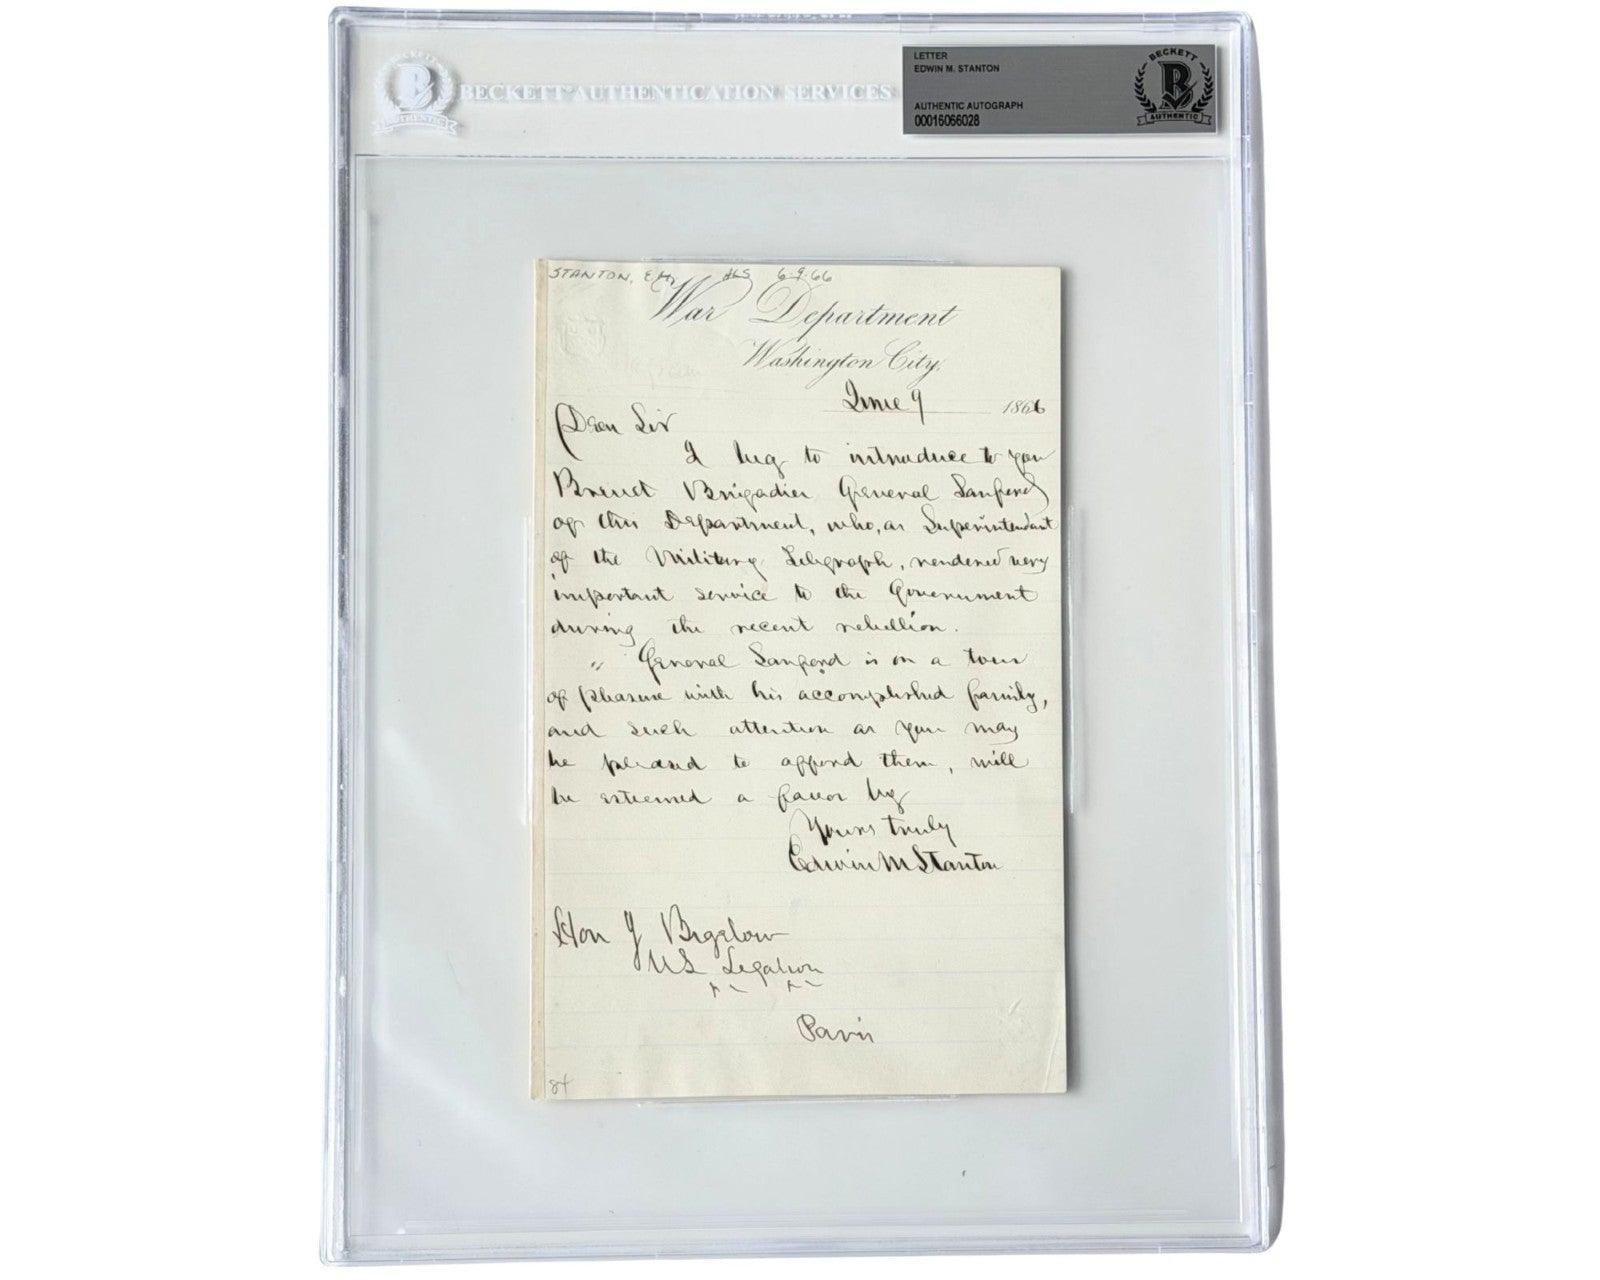 BECKETT AUTHENTICATION SERVICES
AUTHENTIC
LETTER
EDWIN M. STANTON
AUTHENTIC AUTOGRAPH
00016066028
BECKETT
B
AUTHENTIC
STANTON, E.M. ALS 6-9-66
War Department
Washington City,
June 9 1866
Dear Sir
I beg to introduce to you
Brevet Brigadier General Sanford
of this Department, who, as Superintendant
of the Military Telegraph, rendered very
important service to the Government
during the recent rebellion.
" General Sanford is on a tour
of pleasure with his accomplished family,
and such attention as you may
be pleased to afford them, will
be esteemed a favor by
Yours truly
Edwin M Stanton
Hon J Bigelow
US Legation
Paris
84